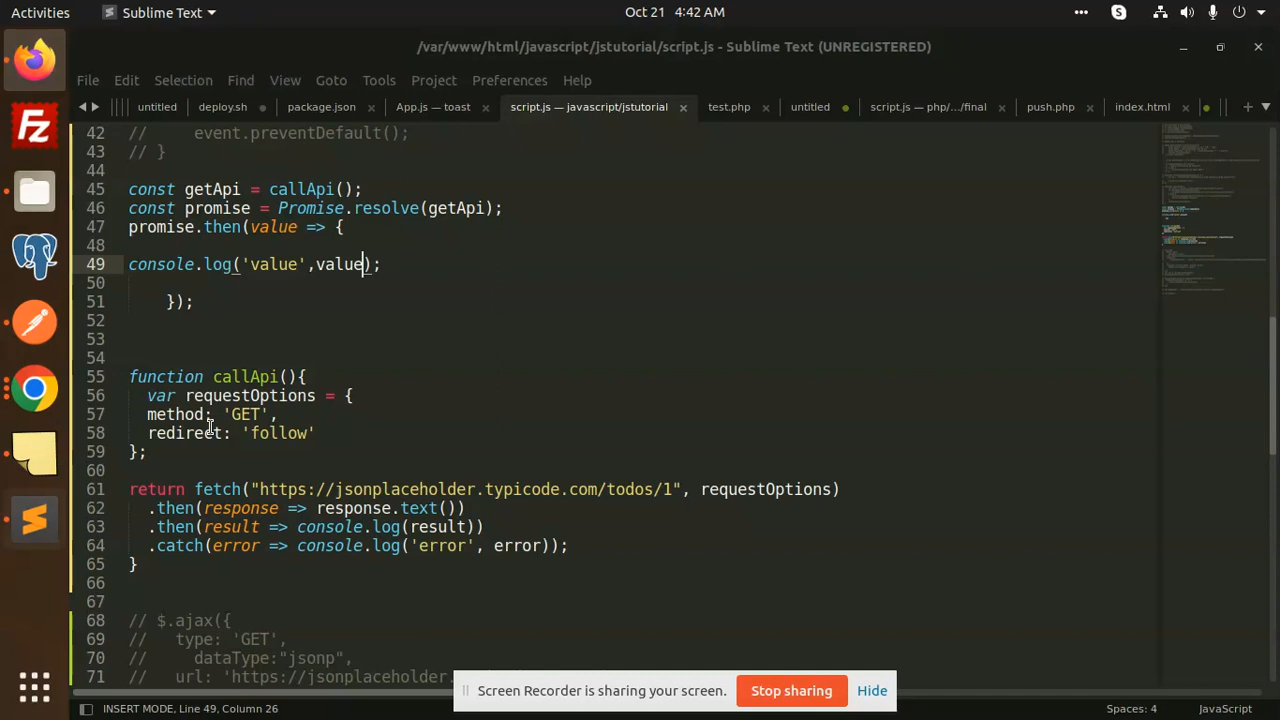 Activities
Sublime Text
Oct 21 4:42 AM
/var/www/html/javascript/jstutorial/script.js - Sublime Text (UNREGISTERED)
File Edit Selection Find View Goto Tools Project Preferences Help
untitled deploy.sh package.json App.js — toast script.js — javascript/jstutorial test.php untitled script.js — php/.../final push.php index.html
42 //     event.preventDefault();
43 // }
44
45 const getApi = callApi();
46 const promise = Promise.resolve(getApi);
47 promise.then(value => {
48
49 console.log('value',value);
50
51     });
52
53
54
55 function callApi(){
56   var requestOptions = {
57   method: 'GET',
58   redirect: 'follow'
59 };
60
61 return fetch("https://jsonplaceholder.typicode.com/todos/1", requestOptions)
62   .then(response => response.text())
63   .then(result => console.log(result))
64   .catch(error => console.log('error', error));
65 }
66
67
68 // $.ajax({
69 //   type: 'GET',
70 //     dataType:"jsonp",
71 //   url: 'https://jsonplaceholder.
Screen Recorder is sharing your screen. Stop sharing Hide
INSERT MODE, Line 49, Column 26
Spaces: 4
JavaScript